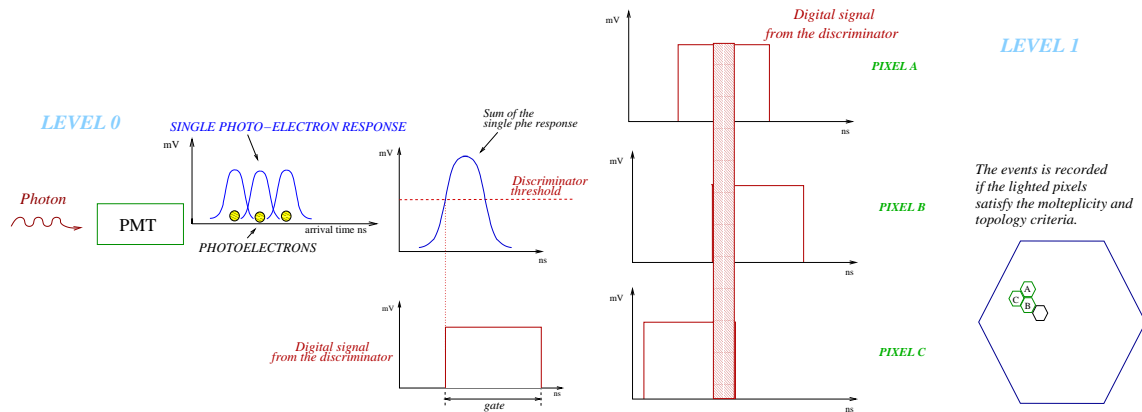 LEVEL 0
Photon
PMT
SINGLE PHOTO-ELECTRON RESPONSE
mV
arrival time ns
PHOTOELECTRONS
Sum of the
single phe response
mV
Discriminator
threshold
ns
mV
Digital signal
from the discriminator
ns
gate
Digital signal
from the discriminator
mV
ns
PIXEL A
mV
ns
PIXEL B
mV
ns
PIXEL C
LEVEL 1
The events is recorded
if the lighted pixels
satisfy the molteplicity and
topology criteria.
A
C
B